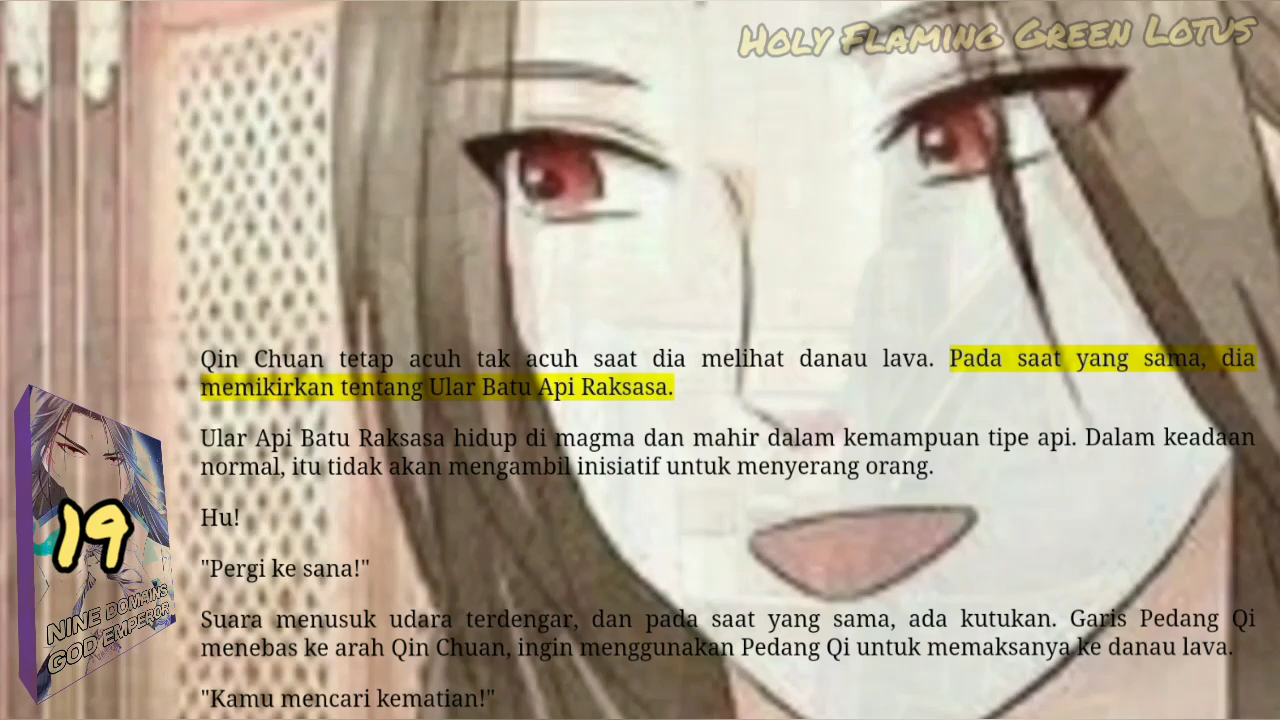 Holy Flaming Green Lotus
Qin Chuan tetap acuh tak acuh saat dia melihat danau lava. Pada saat yang sama, dia
memikirkan tentang Ular Batu Api Raksasa.
Ular Api Batu Raksasa hidup di magma dan mahir dalam kemampuan tipe api. Dalam keadaan
normal, itu tidak akan mengambil inisiatif untuk menyerang orang.
Hu!
"Pergi ke sana!"
Suara menusuk udara terdengar, dan pada saat yang sama, ada kutukan. Garis Pedang Qi
menebas ke arah Qin Chuan, ingin menggunakan Pedang Qi untuk memaksanya ke danau lava.
"Kamu mencari kematian!"
19
NINE DOMAINS
GOD EMPEROR